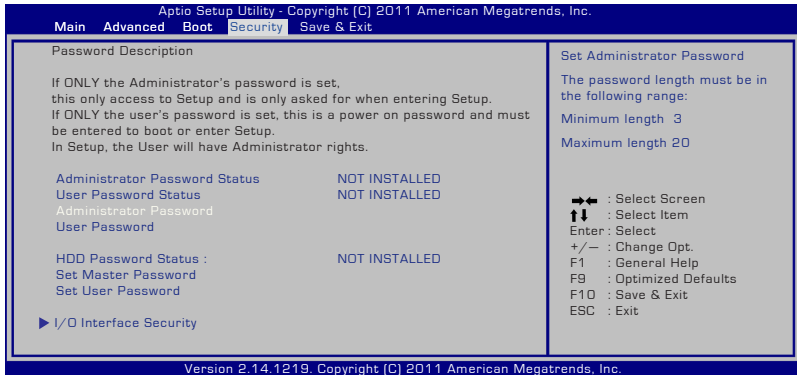 Aptio Setup Utility - Copyright (C) 2011 American Megatrends, Inc.
Main Advanced Boot Security Save & Exit
Password Description
If ONLY the Administrator's password is set,
this only access to Setup and is only asked for when entering Setup.
If ONLY the user's password is set, this is a power on password and must
be entered to boot or enter Setup.
In Setup, the User will have Administrator rights.
Administrator Password Status NOT INSTALLED
User Password Status NOT INSTALLED
Administrator Password
User Password
HDD Password Status : NOT INSTALLED
Set Master Password
Set User Password
I/O Interface Security
Set Administrator Password
The password length must be in
the following range:
Minimum length 3
Maximum length 20
→← : Select Screen
↑↓ : Select Item
Enter : Select
+/— : Change Opt.
F1 : General Help
F9 : Optimized Defaults
F10 : Save & Exit
ESC : Exit
Version 2.14.1219. Copyright (C) 2011 American Megatrends, Inc.